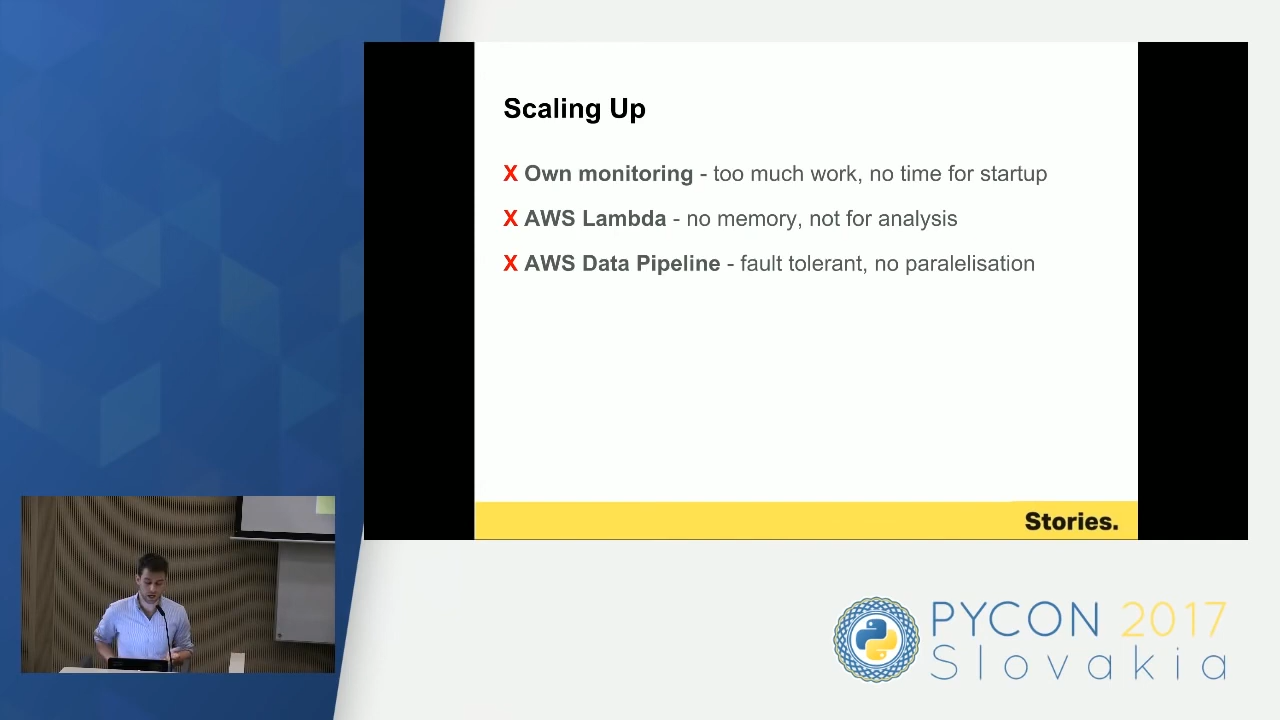 Scaling Up
X Own monitoring - too much work, no time for startup
X AWS Lambda - no memory, not for analysis
X AWS Data Pipeline - fault tolerant, no paralelisation
Stories.
PYCON 2017
Slovakia